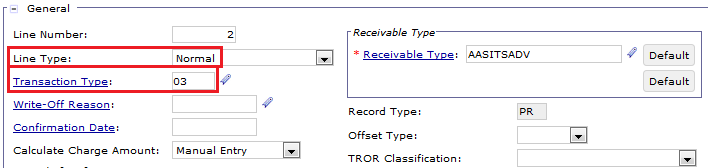 General
Line Number: 2
Line Type: Normal
Transaction Type: 03
Write-Off Reason:
Confirmation Date:
Calculate Charge Amount: Manual Entry
Receivable Type
* Receivable Type: AASITSADV Default
Default
Record Type: PR
Offset Type:
TROR Classification: